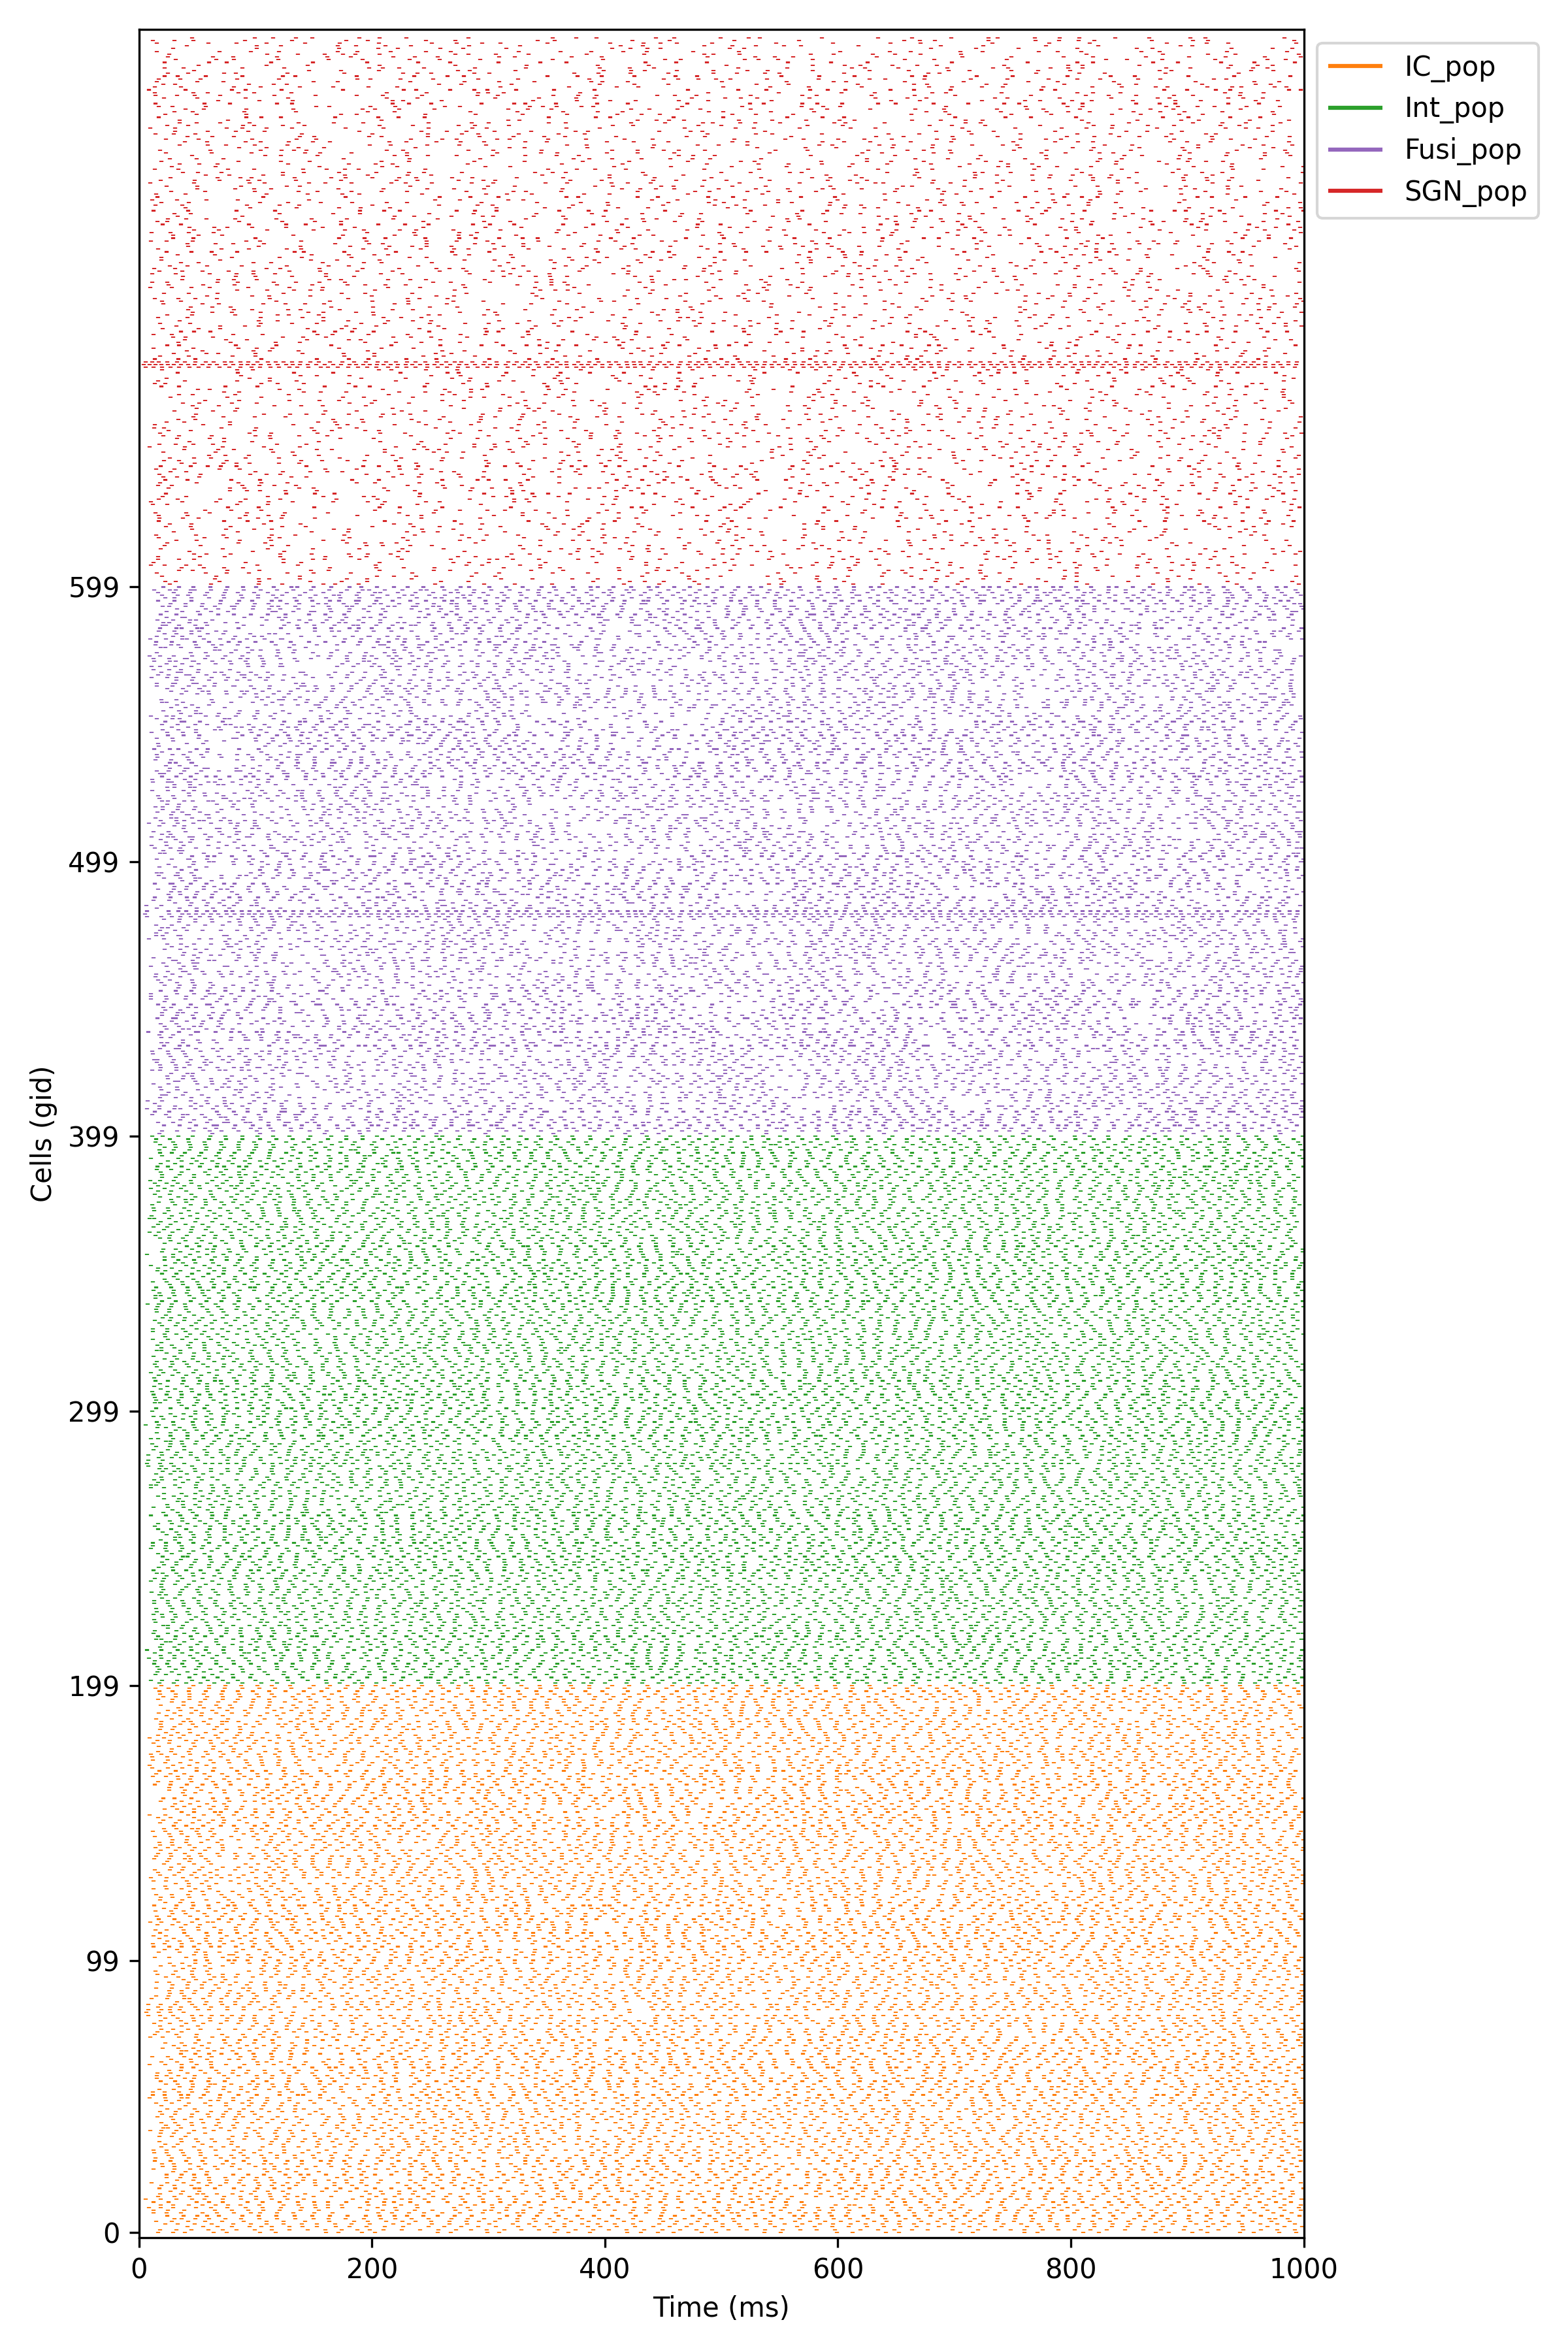 IC_pop
Int_pop
Fusi_pop
SGN_pop
599
499
399
299
199
99
0
Cells (gid)
0 200 400 600 800 1000
Time (ms)